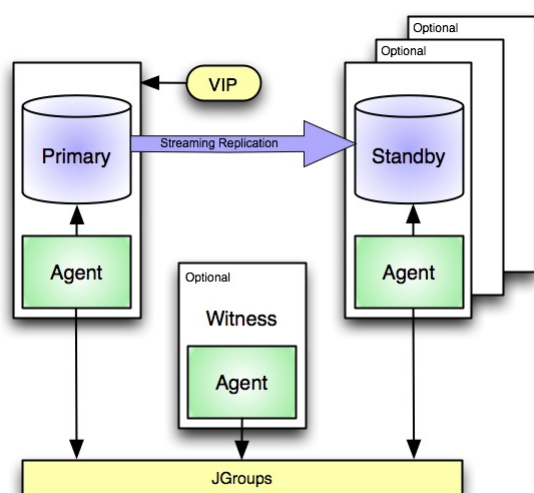 Optional
Optional
VIP
Primary
Streaming Replication
Standby
Agent
Agent
Optional
Witness
Agent
JGroups